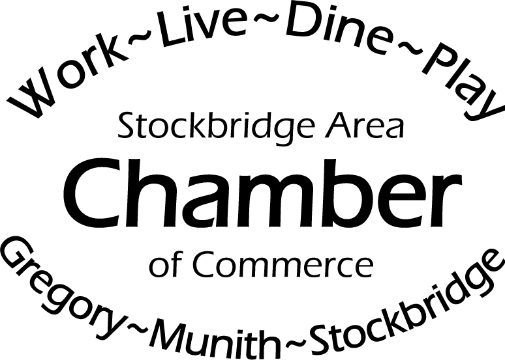 Work~Live~Dine~Play
Stockbridge Area
Chamber
of Commerce
Gregory~Munith~Stockbridge